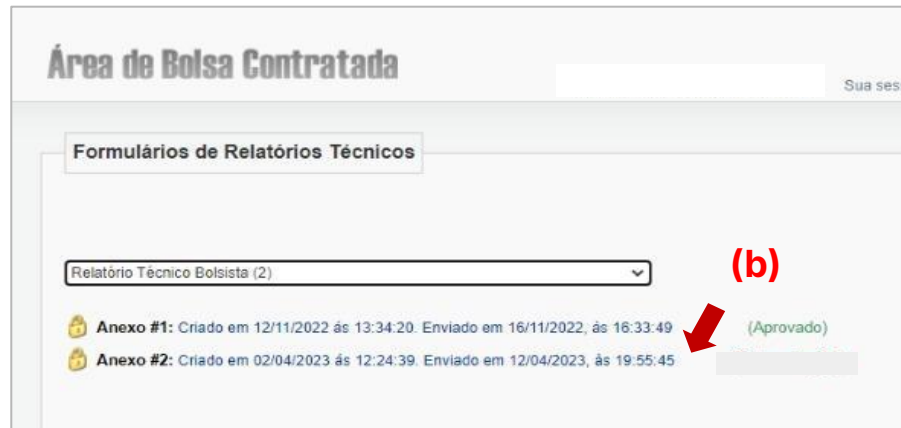 Área de Bolsa Contratada
Sua ses
Formulários de Relatórios Técnicos
Relatório Técnico Bolsista (2)
(b)
Anexo #1: Criado em 12/11/2022 ás 13:34:20. Enviado em 16/11/2022, às 16:33:49 (Aprovado)
Anexo #2: Criado em 02/04/2023 ás 12:24:39. Enviado em 12/04/2023, às 19:55:45